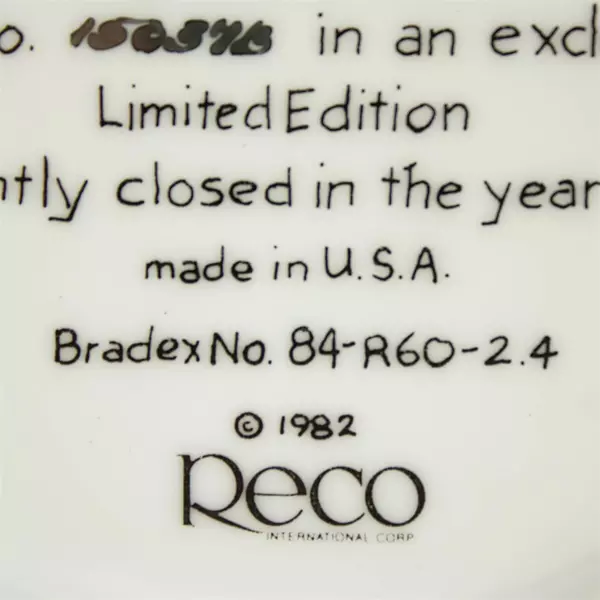 o. in an excl
Limited Edition
ntly closed in the year
made in U.S.A.
Bradex No. 84-R60-2.4
© 1982
Reco
INTERNATIONAL CORP